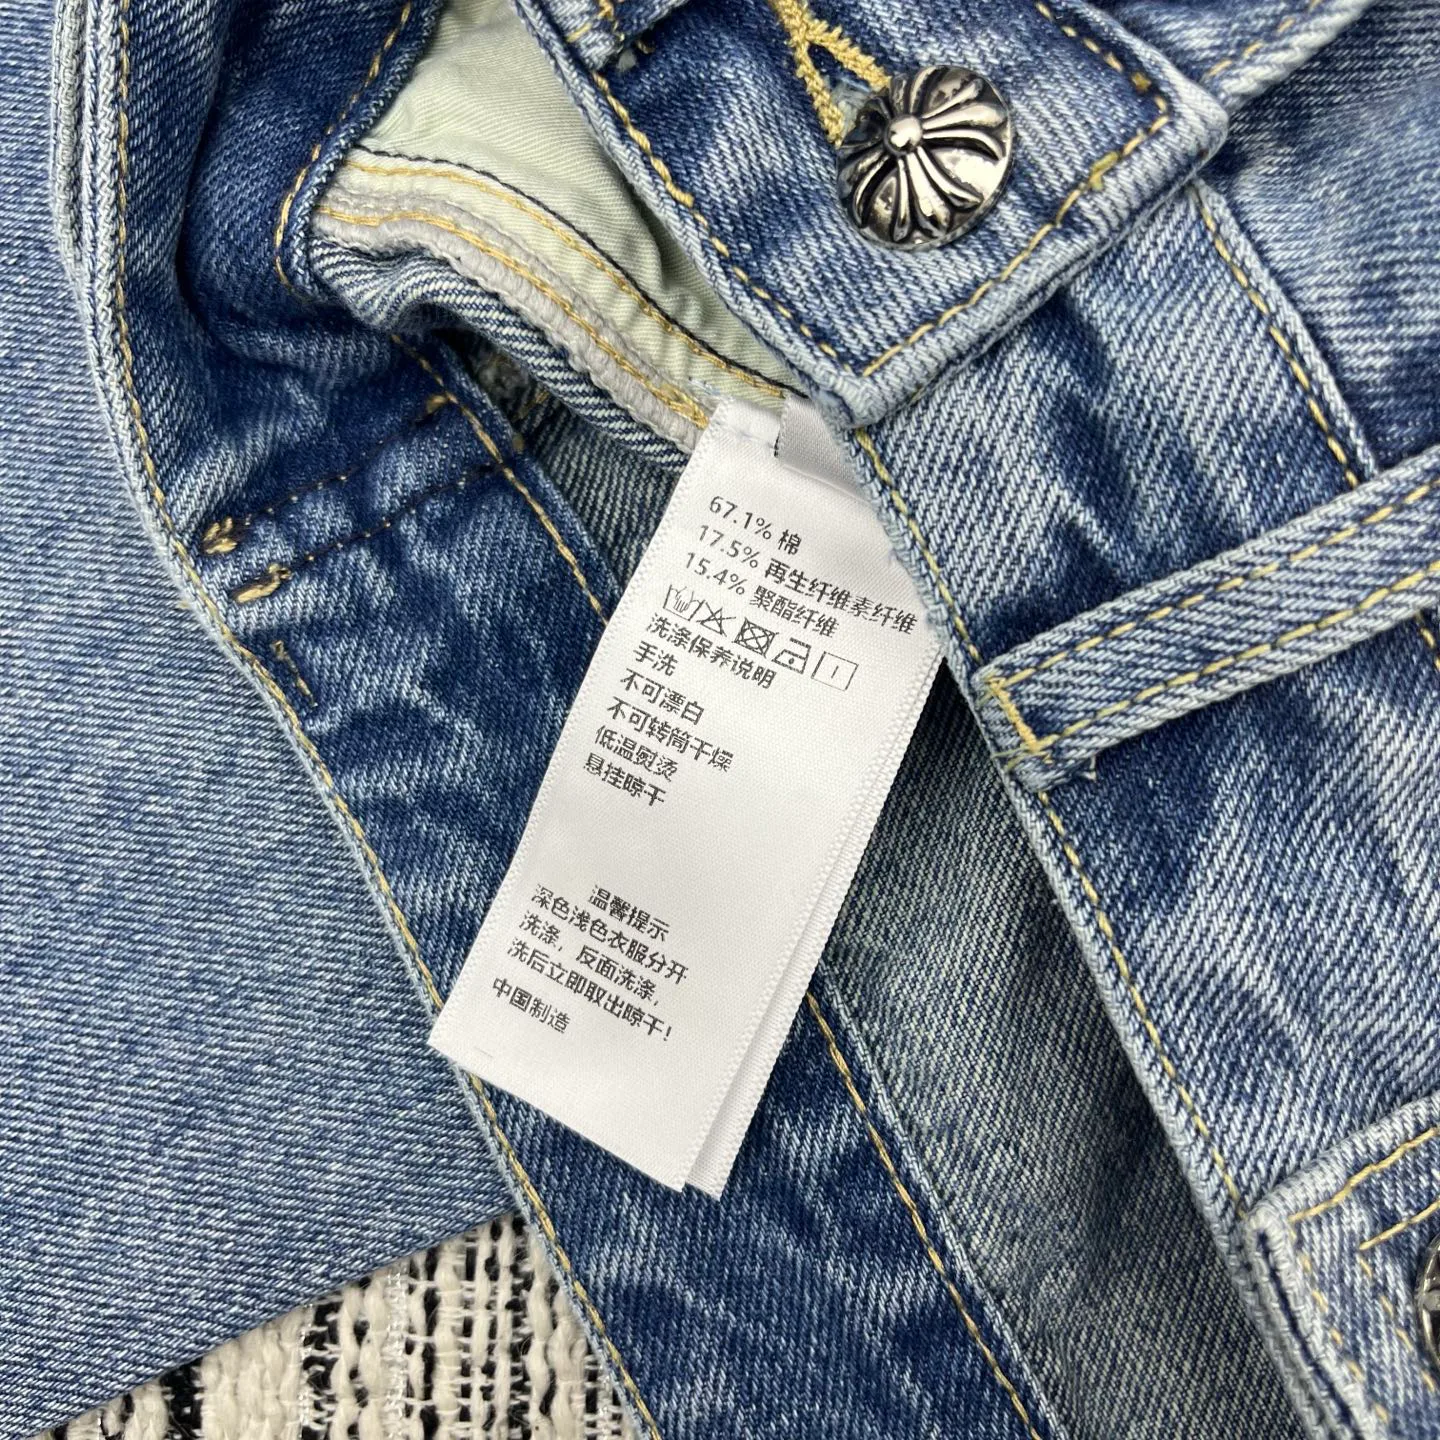 67.1% 棉
17.5% 再生纤维素纤维
15.4% 聚酯纤维
洗涤保养说明
手洗
不可漂白
不可转筒干燥
低温熨烫
悬挂晾干
温馨提示
深色浅色衣服分开
洗涤，反面洗涤，
洗后立即取出晾干!
中国制造